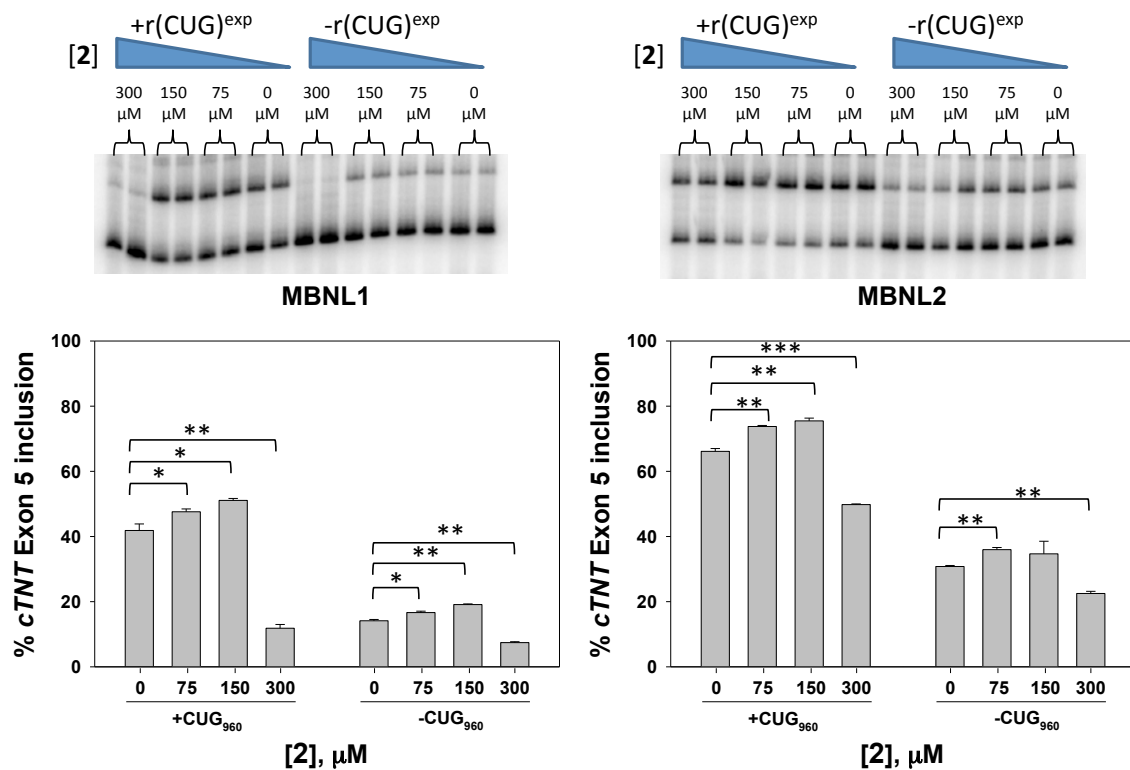 +r(CUG)exp -r(CUG)exp
[2]
300 µM 150 µM 75 µM 0 µM 300 µM 150 µM 75 µM 0 µM
MBNL1
% cTNT Exon 5 inclusion
100
80
60
40
20
0
** * * ** ** *
0 75 150 300 0 75 150 300
+CUG960 -CUG960
[2], µM
+r(CUG)exp -r(CUG)exp
[2]
300 µM 150 µM 75 µM 0 µM 300 µM 150 µM 75 µM 0 µM
MBNL2
% cTNT Exon 5 inclusion
100
80
60
40
20
0
*** ** ** ** **
0 75 150 300 0 75 150 300
+CUG960 -CUG960
[2], µM